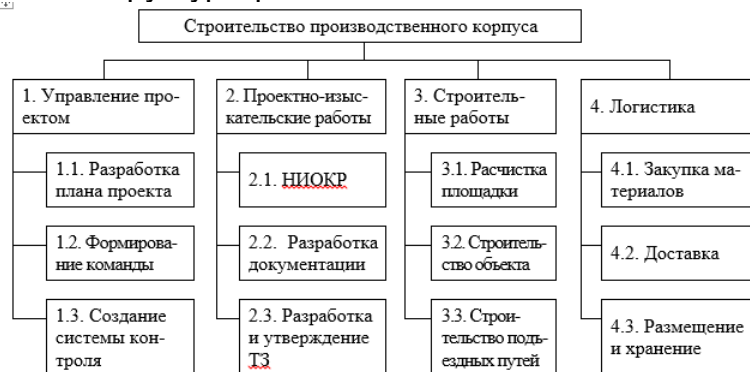 Строительство производственного корпуса
1. Управление про-
ектом
1.1. Разработка
плана проекта
1.2. Формирова-
ние команды
1.3. Создание
системы кон-
троля
2. Проектно-изыс-
кательские работы
2.1. НИОКР
2.2. Разработка
документации
2.3. Разработка
и утверждение
ТЗ
3. Строитель-
ные работы
3.1. Расчистка
площадки
3.2. Строитель-
ство объекта
3.3. Строи-
тельство подъ-
ездных путей
4. Логистика
4.1. Закупка ма-
териалов
4.2. Доставка
4.3. Размещение
и хранение